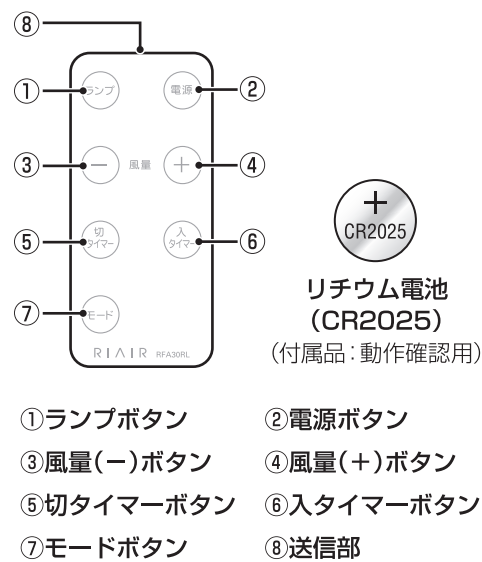 ⑧
①
ランプ
電源
②
③
－
風量
＋
④
⑤
切
タイマー
入
タイマー
⑥
⑦
モード
RIAIR RFA30RL
＋
CR2025
リチウム電池
（CR2025）
（付属品：動作確認用）
①ランプボタン ②電源ボタン
③風量（－）ボタン ④風量（＋）ボタン
⑤切タイマーボタン ⑥入タイマーボタン
⑦モードボタン ⑧送信部